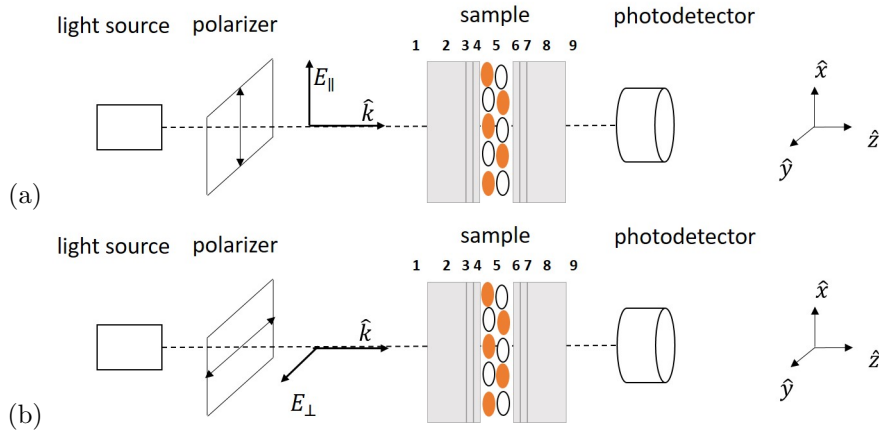 light source polarizer sample photodetector
1 2 3 4 5 6 7 8 9
E∥ k̂ x̂
ŷ ẑ
(a)
light source polarizer sample photodetector
1 2 3 4 5 6 7 8 9
k̂ x̂
E⊥ ŷ ẑ
(b)